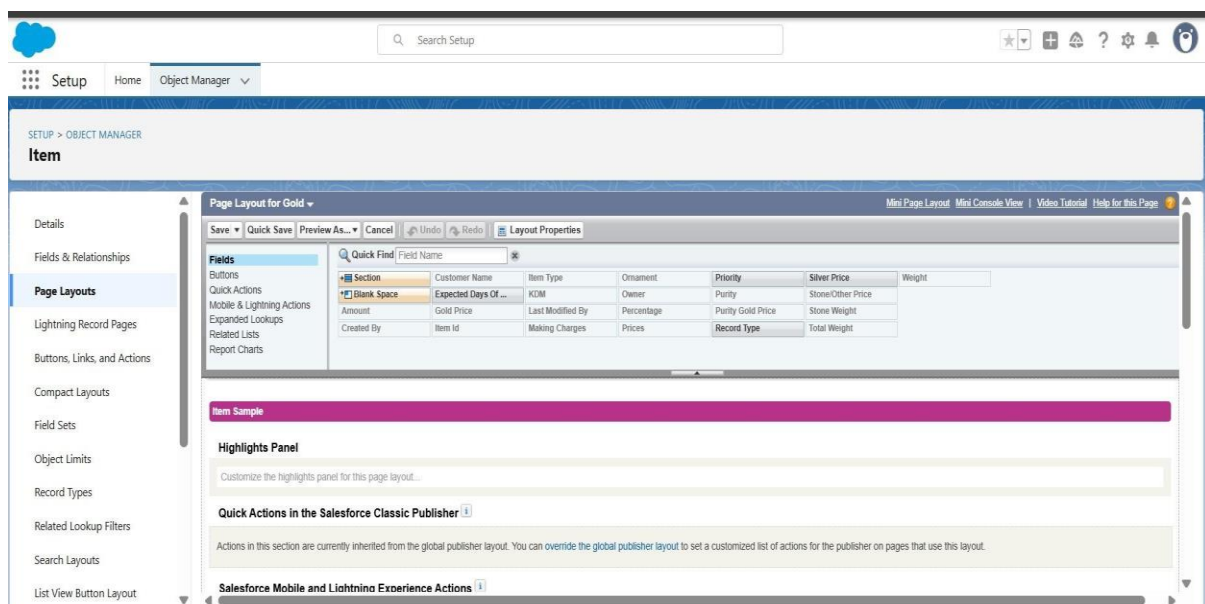 Search Setup
Setup Home Object Manager
SETUP > OBJECT MANAGER
Item
Details
Fields & Relationships
Page Layouts
Lightning Record Pages
Buttons, Links, and Actions
Compact Layouts
Field Sets
Object Limits
Record Types
Related Lookup Filters
Search Layouts
List View Button Layout
Page Layout for Gold Mini Page Layout Mini Console View | Video Tutorial Help for this Page
Save Quick Save Preview As... Cancel Undo Redo Layout Properties
Fields
Buttons
Quick Actions
Mobile & Lightning Actions
Expanded Lookups
Related Lists
Report Charts
Quick Find Field Name
Section Customer Name Item Type Ornament Priority Silver Price Weight
Blank Space Expected Days Of ... KDM Owner Purity Stone/Other Price
Amount Gold Price Last Modified By Percentage Purity Gold Price Stone Weight
Created By Item Id Making Charges Prices Record Type Total Weight
Item Sample
Highlights Panel
Customize the highlights panel for this page layout...
Quick Actions in the Salesforce Classic Publisher
Actions in this section are currently inherited from the global publisher layout. You can override the global publisher layout to set a customized list of actions for the publisher on pages that use this layout.
Salesforce Mobile and Lightning Experience Actions